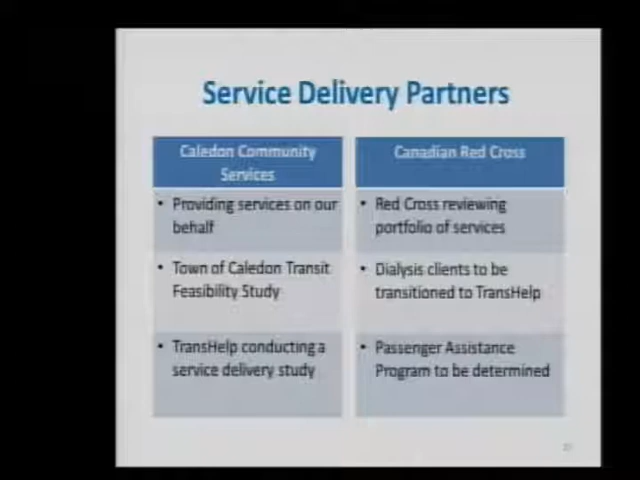 Service Delivery Partners
Caledon Community
Services
Canadian Red Cross
• Providing services on our
behalf
• Red Cross reviewing
portfolio of services
• Town of Caledon Transit
Feasibility Study
• Dialysis clients to be
transitioned to TransHelp
• TransHelp conducting a
service delivery study
• Passenger Assistance
Program to be determined